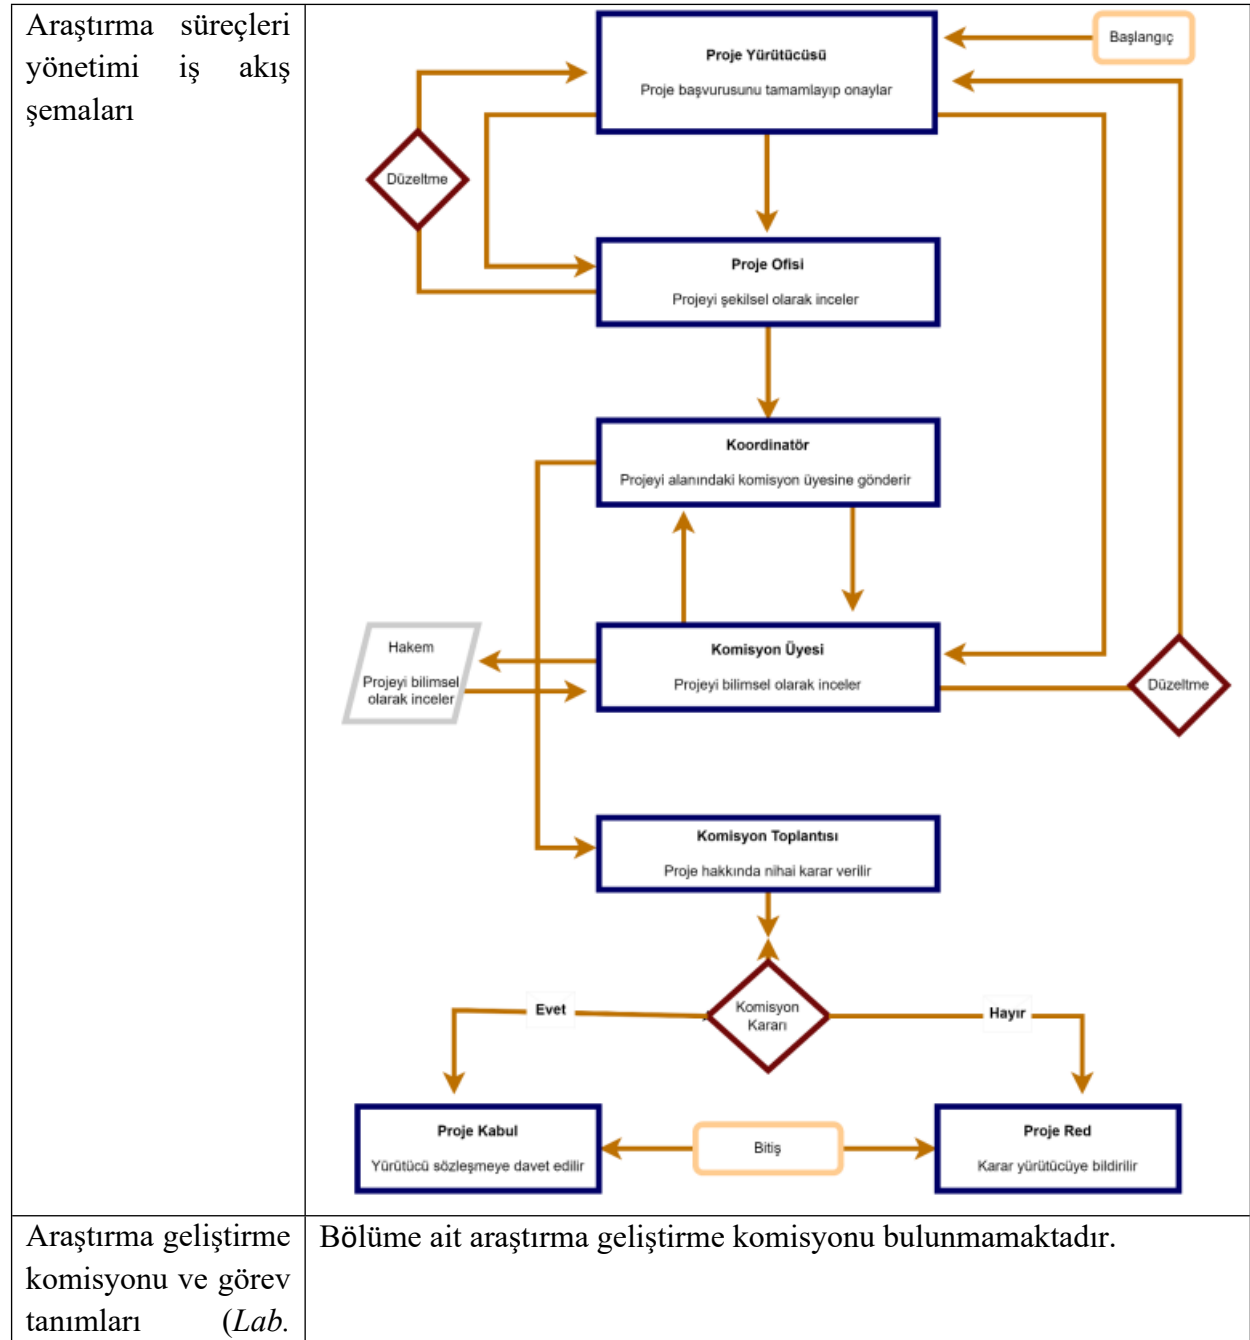 Araştırma süreçleri
yönetimi iş akış
şemaları
Başlangıç
Proje Yürütücüsü
Proje başvurusunu tamamlayıp onaylar
Düzeltme
Proje Ofisi
Projeyi şekilsel olarak inceler
Koordinatör
Projeyi alanındaki komisyon üyesine gönderir
Hakem
Projeyi bilimsel
olarak inceler
Komisyon Üyesi
Projeyi bilimsel olarak inceler
Düzeltme
Komisyon Toplantısı
Proje hakkında nihai karar verilir
Komisyon
Kararı
Evet
Hayır
Proje Kabul
Yürütücü sözleşmeye davet edilir
Bitiş
Proje Red
Karar yürütücüye bildirilir
Araştırma geliştirme
komisyonu ve görev
tanımları (Lab.
Bölüme ait araştırma geliştirme komisyonu bulunmamaktadır.